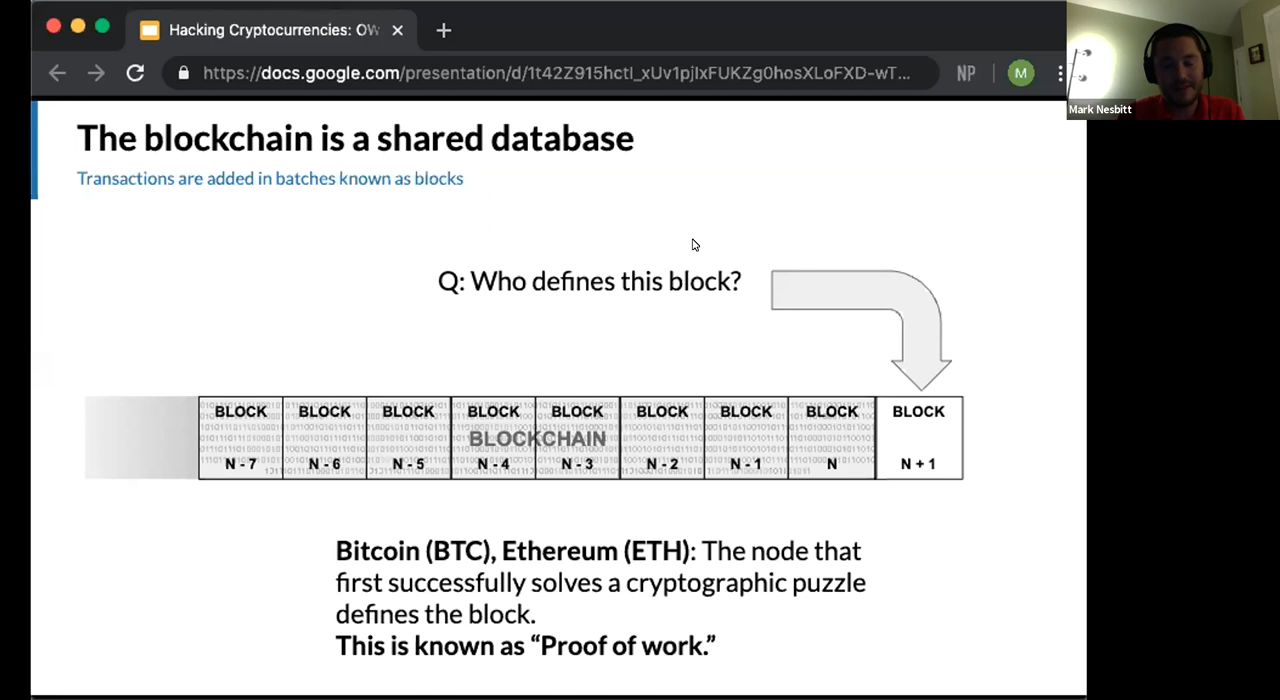 Hacking Cryptocurrencies: OW
https://docs.google.com/presentation/d/1t42Z915hctI_xUv1pjIxFUKZg0hosXLoFXD-wT...
NP
M
Mark Nesbitt
The blockchain is a shared database
Transactions are added in batches known as blocks
Q: Who defines this block?
BLOCK BLOCK BLOCK BLOCK BLOCK BLOCK BLOCK BLOCK BLOCK
BLOCKCHAIN
N - 7 N - 6 N - 5 N - 4 N - 3 N - 2 N - 1 N N + 1
Bitcoin (BTC), Ethereum (ETH): The node that
first successfully solves a cryptographic puzzle
defines the block.
This is known as “Proof of work.”